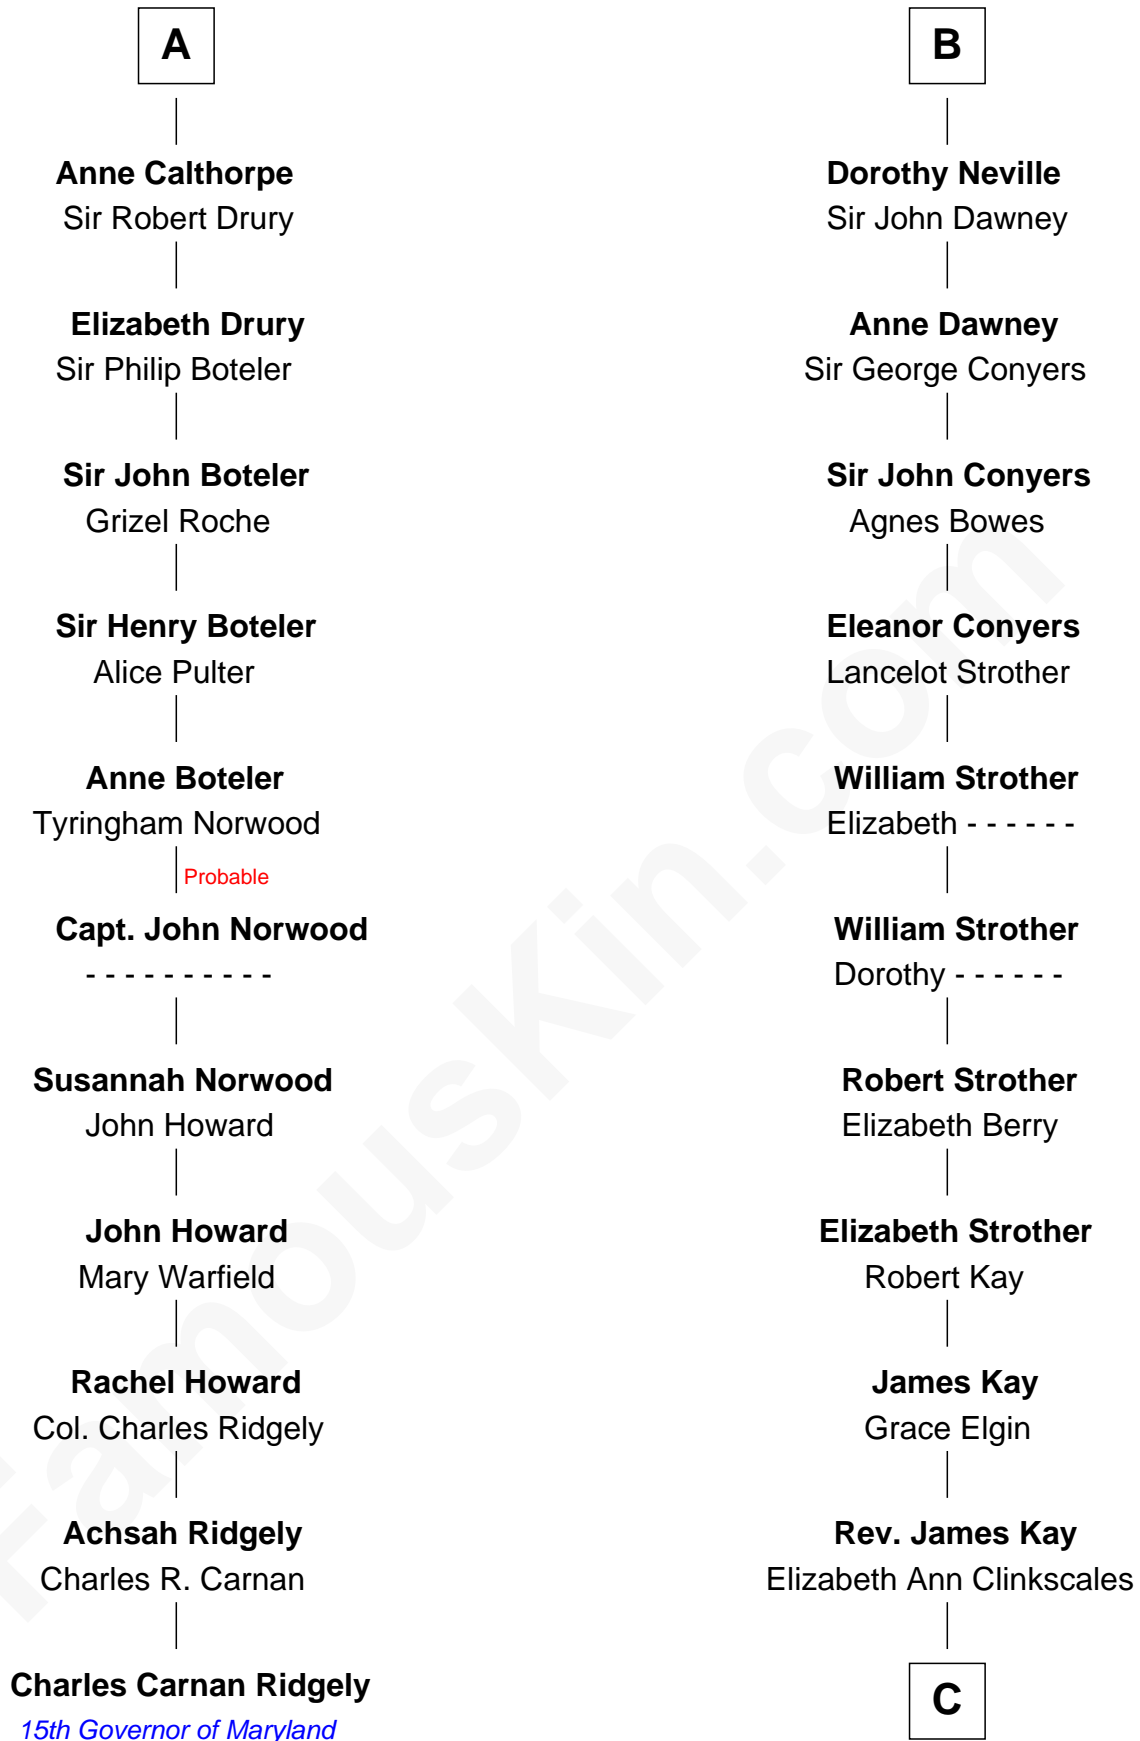 A
Anne Calthorpe
Sir Robert Drury
Elizabeth Drury
Sir Philip Boteler
Sir John Boteler
Grizel Roche
Sir Henry Boteler
Alice Pulter
Anne Boteler
Tyringham Norwood
Probable
Capt. John Norwood
- - - - - - - - - -
Susannah Norwood
John Howard
John Howard
Mary Warfield
Rachel Howard
Col. Charles Ridgely
Achsah Ridgely
Charles R. Carnan
Charles Carnan Ridgely
15th Governor of Maryland
B
Dorothy Neville
Sir John Dawney
Anne Dawney
Sir George Conyers
Sir John Conyers
Agnes Bowes
Eleanor Conyers
Lancelot Strother
William Strother
Elizabeth - - - - - -
William Strother
Dorothy - - - - - -
Robert Strother
Elizabeth Berry
Elizabeth Strother
Robert Kay
James Kay
Grace Elgin
Rev. James Kay
Elizabeth Ann Clinkscales
C
FamousKin.com